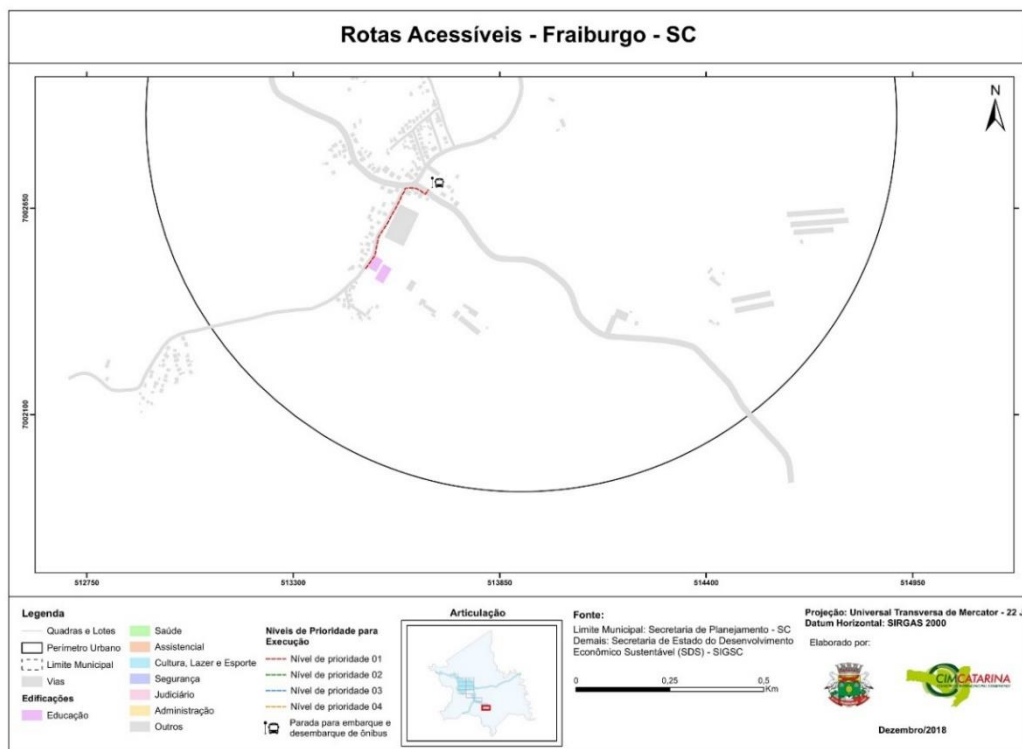 Rotas Acessíveis - Fraiburgo - SC
N
7002650
7002100
512750
513300
513850
514400
514950
Legenda
Quadras e Lotes
Perímetro Urbano
Limite Municipal
Vias
Edificações
Educação
Saúde
Assistencial
Cultura, Lazer e Esporte
Segurança
Judiciário
Administração
Outros
Níveis de Prioridade para
Execução
Nível de prioridade 01
Nível de prioridade 02
Nível de prioridade 03
Nível de prioridade 04
Parada para embarque e
desembarque de ônibus
Articulação
Fonte:
Limite Municipal: Secretaria de Planejamento - SC
Demais: Secretaria de Estado do Desenvolvimento
Econômico Sustentável (SDS) - SIGSC
0
0,25
0,5
Km
Projeção: Universal Transversa de Mercator - 22 J
Datum Horizontal: SIRGAS 2000
Elaborado por:
CIMCATARINA
Dezembro/2018